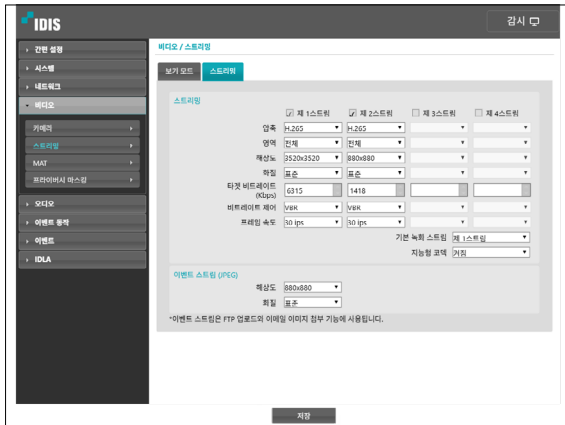 IDIS
감시
간편 설정
시스템
네트워크
비디오
카메라
스트리밍
MAT
프라이버시 마스킹
오디오
이벤트 동작
이벤트
IDLA
비디오 / 스트리밍
보기 모드 스트리밍
스트리밍
제 1스트림 제 2스트림 제 3스트림 제 4스트림
압축 H.265 H.265
영역 전체 전체
해상도 3520x3520 880x880
화질 표준 표준
타겟 비트레이트
(Kbps) 6315 1418
비트레이트 제어 VBR VBR
프레임 속도 30 ips 30 ips
기본 녹화 스트림 제 1스트림
지능형 코덱 꺼짐
이벤트 스트림 (JPEG)
해상도 880x880
화질 표준
*이벤트 스트림은 FTP 업로드와 이메일 이미지 첨부 기능에 사용됩니다.
저장